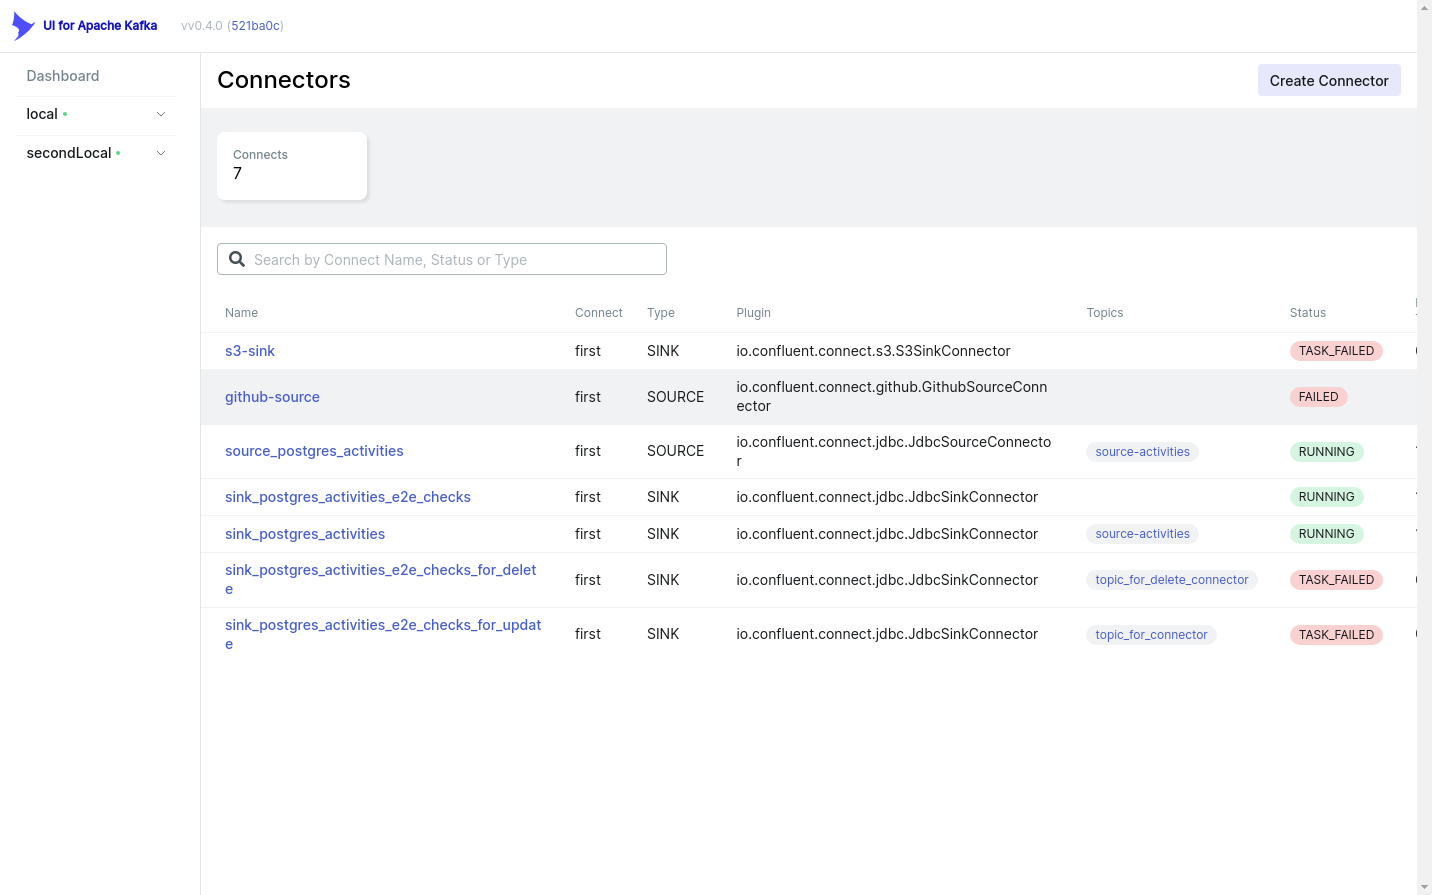 UI for Apache Kafka vv0.4.0 (521ba0c)
Dashboard
local
secondLocal
Connectors
Create Connector
Connects
7
Search by Connect Name, Status or Type
Name Connect Type Plugin Topics Status
s3-sink first SINK io.confluent.connect.s3.S3SinkConnector TASK_FAILED
github-source first SOURCE io.confluent.connect.github.GithubSourceConn
ector FAILED
source_postgres_activities first SOURCE io.confluent.connect.jdbc.JdbcSourceConnecto
r source-activities RUNNING
sink_postgres_activities_e2e_checks first SINK io.confluent.connect.jdbc.JdbcSinkConnector RUNNING
sink_postgres_activities first SINK io.confluent.connect.jdbc.JdbcSinkConnector source-activities RUNNING
sink_postgres_activities_e2e_checks_for_delet
e first SINK io.confluent.connect.jdbc.JdbcSinkConnector topic_for_delete_connector TASK_FAILED
sink_postgres_activities_e2e_checks_for_updat
e first SINK io.confluent.connect.jdbc.JdbcSinkConnector topic_for_connector TASK_FAILED